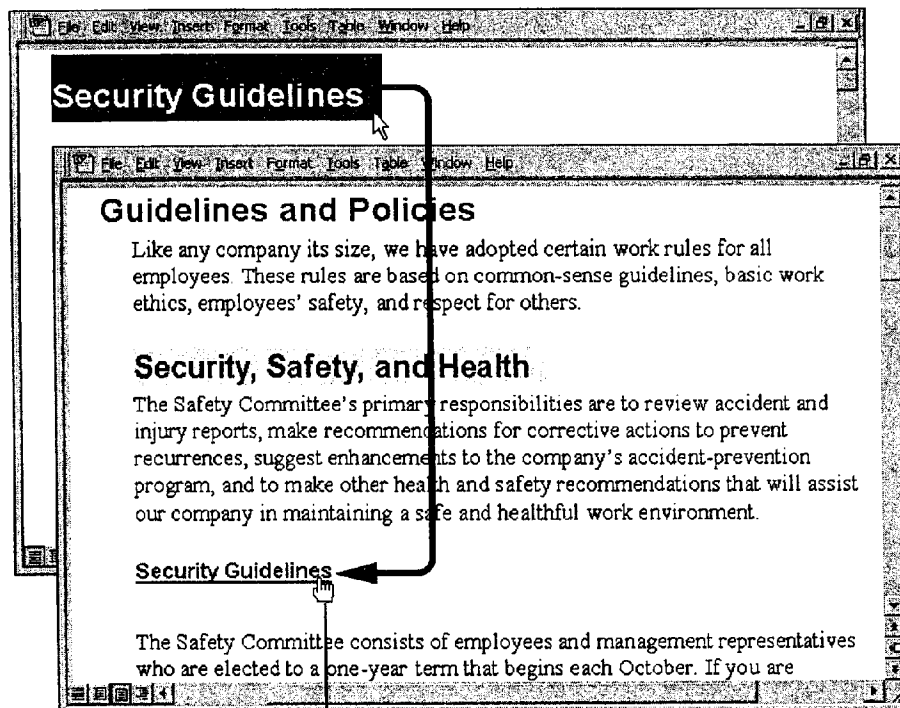 File Edit View Inserts Format Tools Table Window Help
Security Guidelines
File Edit View Insert Format Tools Table Window Help
Guidelines and Policies
Like any company its size, we have adopted certain work rules for all
employees. These rules are based on common-sense guidelines, basic work
ethics, employees' safety, and respect for others.
Security, Safety, and Health
The Safety Committee's primary responsibilities are to review accident and
injury reports, make recommendations for corrective actions to prevent
recurrences, suggest enhancements to the company's accident-prevention
program, and to make other health and safety recommendations that will assist
our company in maintaining a safe and healthful work environment.
Security Guidelines
The Safety Committee consists of employees and management representatives
who are elected to a one-year term that begins each October. If you are